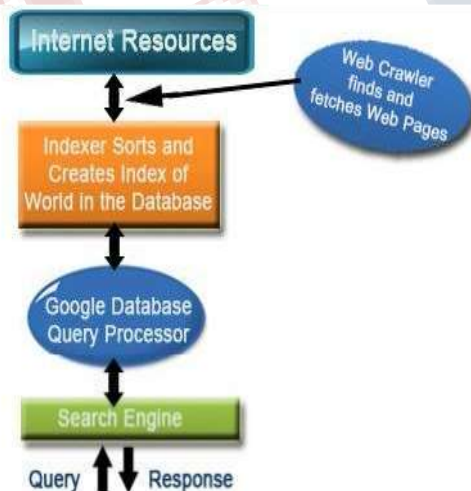 Internet Resources
Web Crawler
finds and
fetches Web Pages
Indexer Sorts and
Creates Index of
World in the Database
Google Database
Query Processor
Search Engine
Query Response